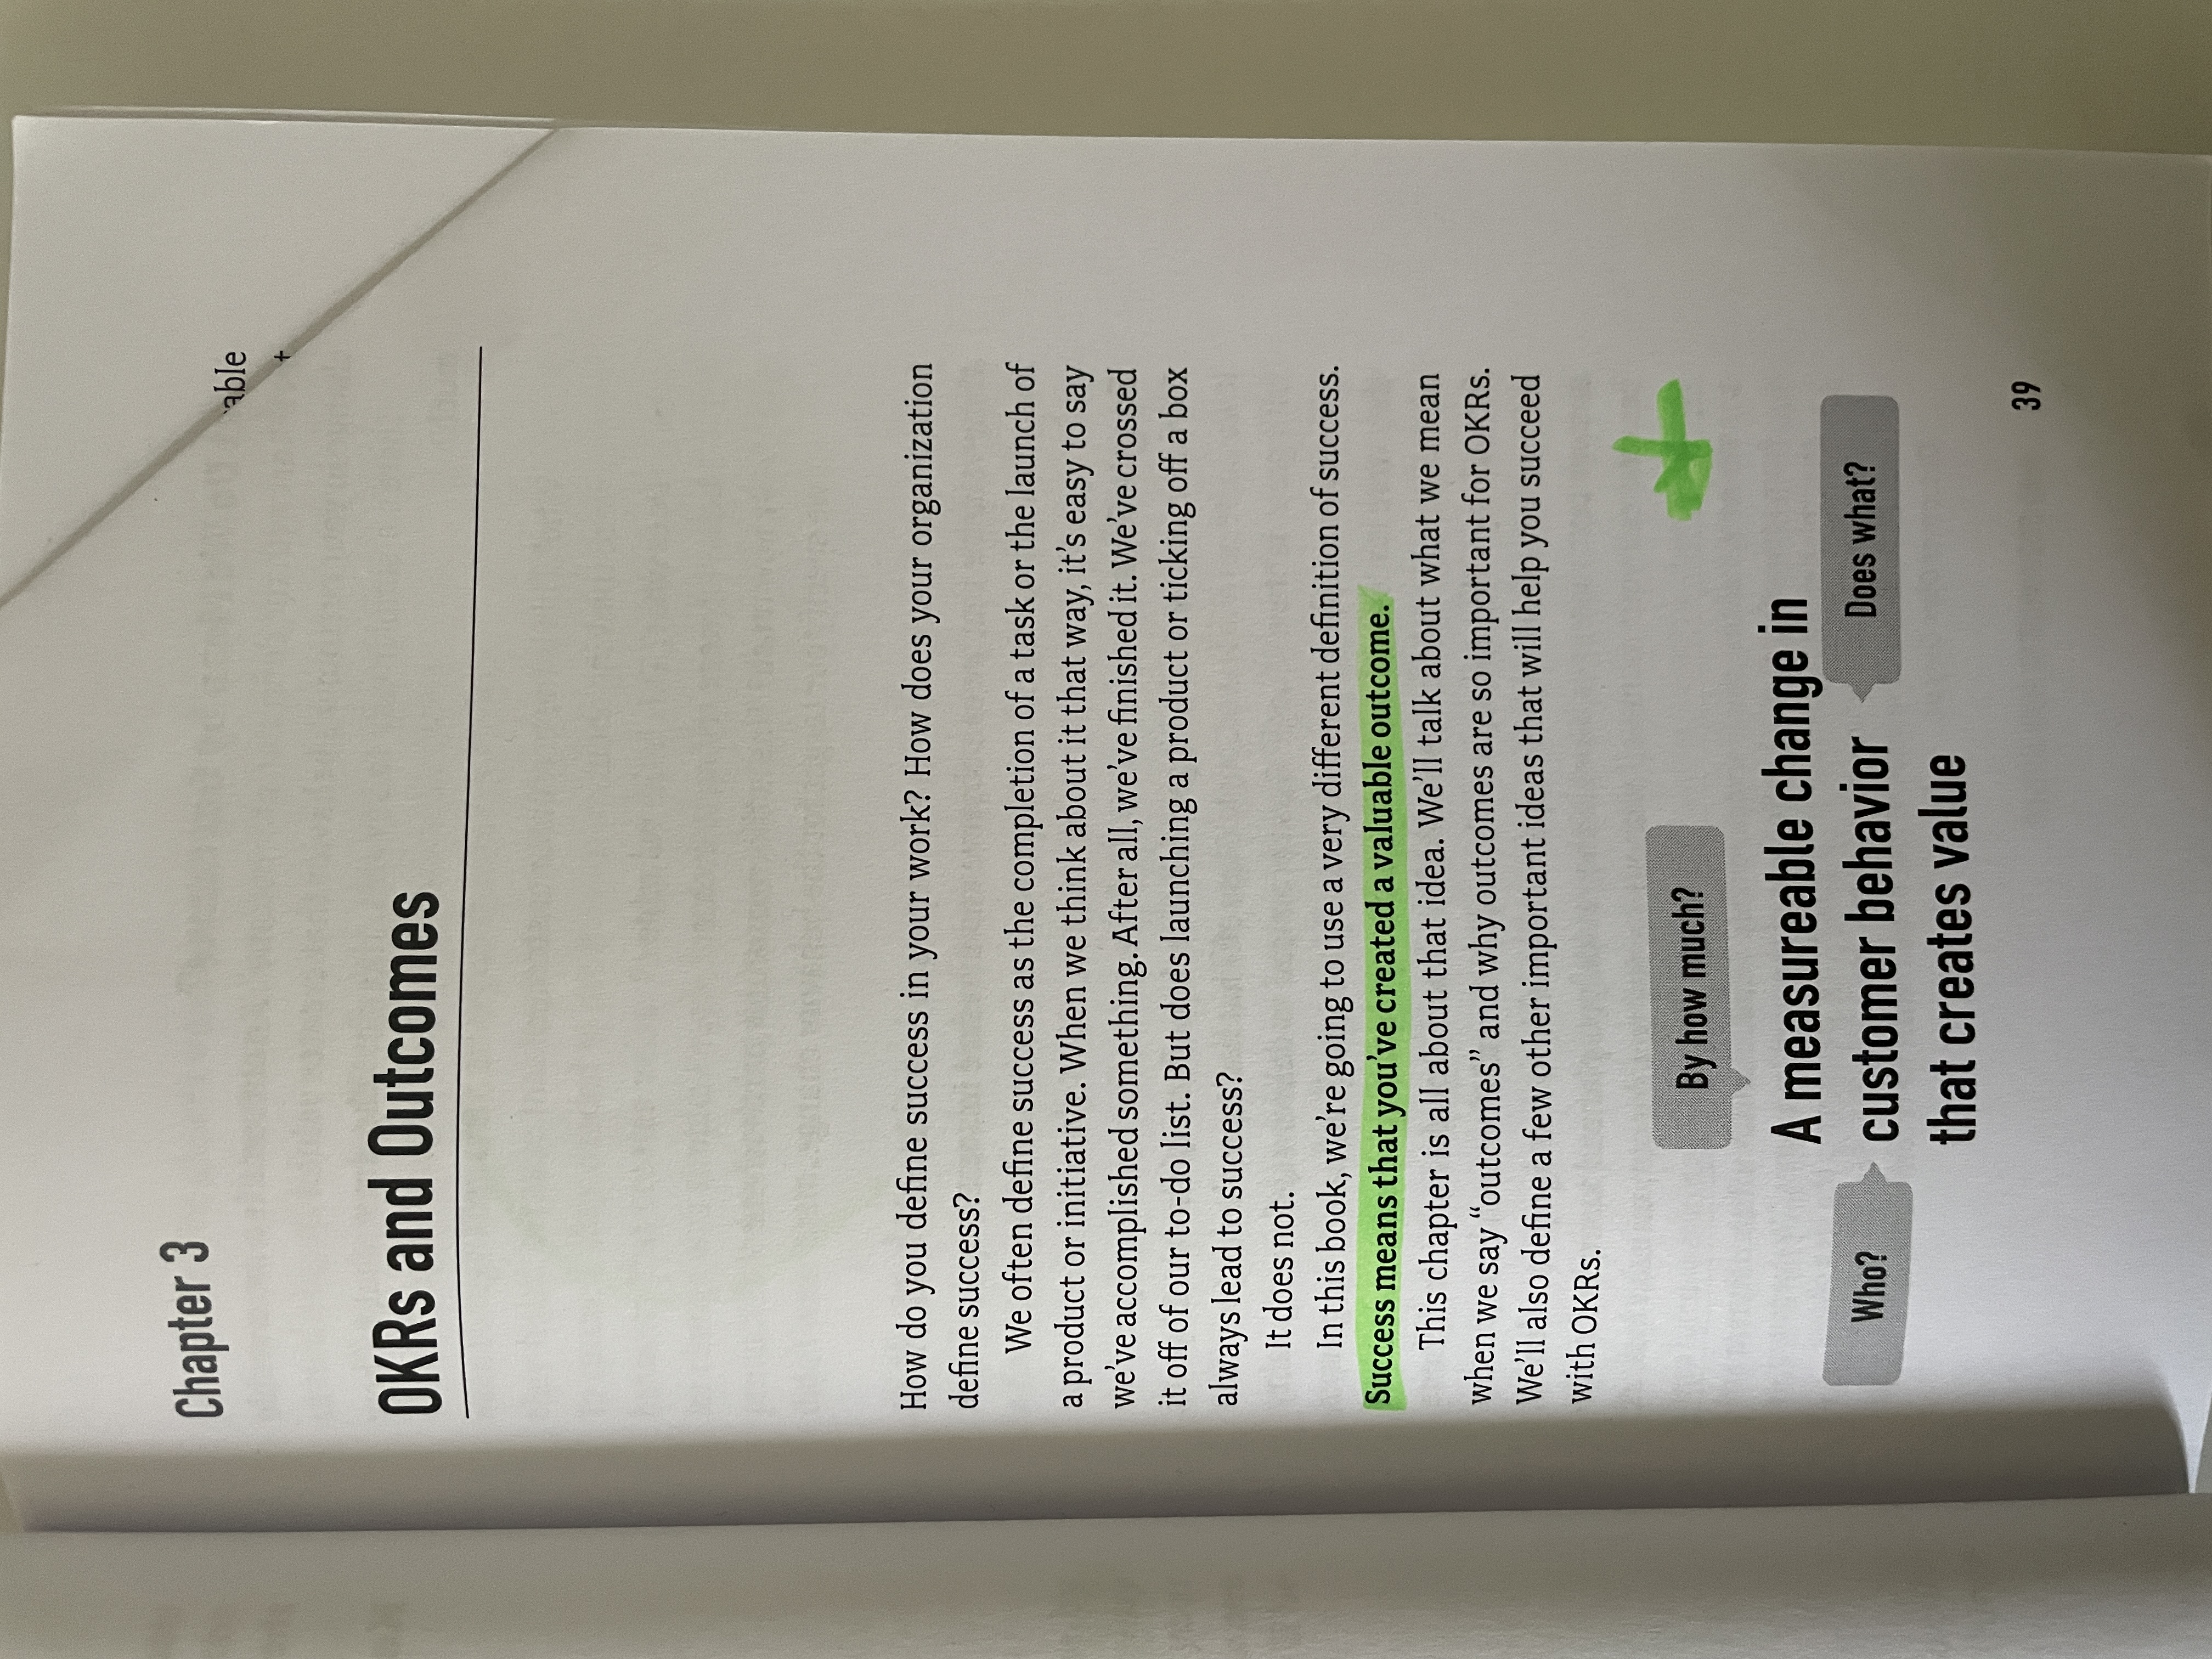 Chapter 3
able
OKRs and Outcomes
How do you define success in your work? How does your organization
define success?
We often define success as the completion of a task or the launch of
a product or initiative. When we think about it that way, it’s easy to say
we’ve accomplished something. After all, we’ve finished it. We’ve crossed
it off of our to-do list. But does launching a product or ticking off a box
always lead to success?
It does not.
In this book, we’re going to use a very different definition of success.
Success means that you’ve created a valuable outcome.
This chapter is all about that idea. We’ll talk about what we mean
when we say “outcomes” and why outcomes are so important for OKRs.
We’ll also define a few other important ideas that will help you succeed
with OKRs.
By how much?
A measureable change in
Who?
customer behavior
Does what?
that creates value
39